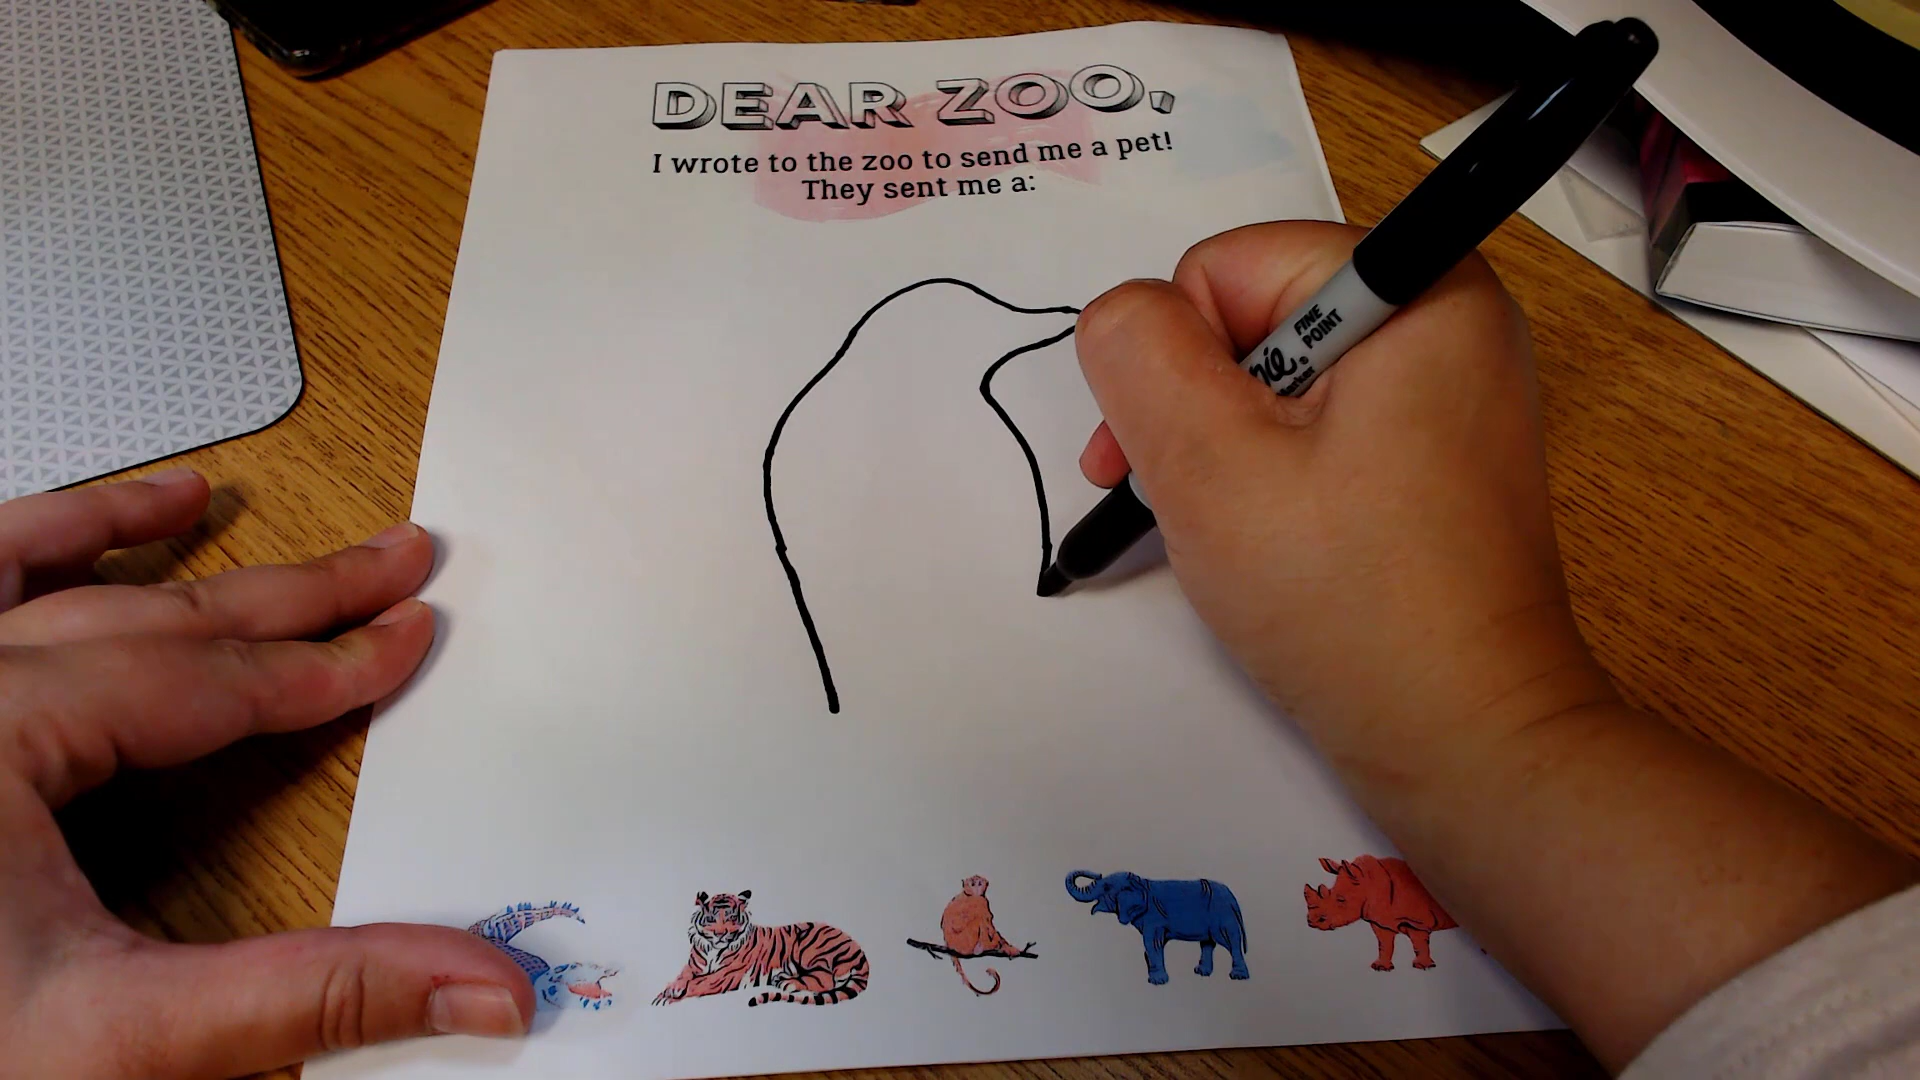 DEAR ZOO,
I wrote to the zoo to send me a pet!
They sent me a:
FINE
POINT